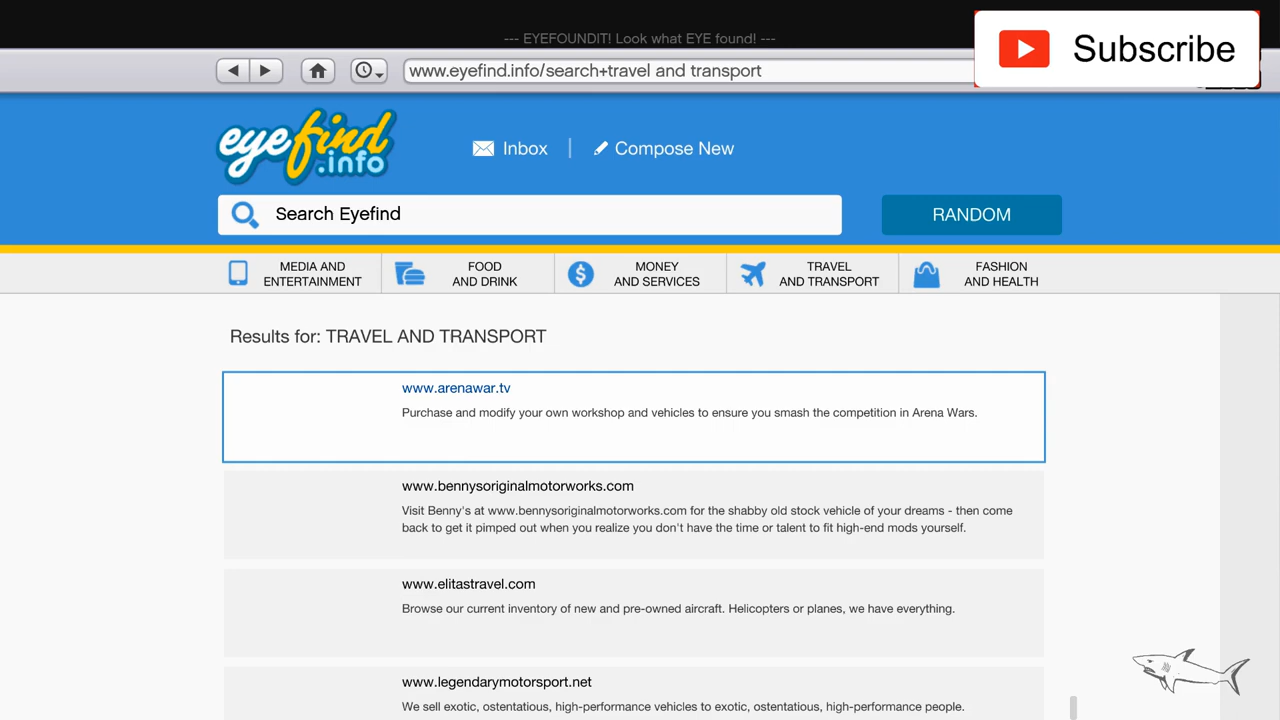 --- EYEFOUNDIT! Look what EYE found! ---
Subscribe
www.eyefind.info/search+travel and transport
eyefind
.info
Inbox | Compose New
Search Eyefind
RANDOM
MEDIA AND
ENTERTAINMENT
FOOD
AND DRINK
MONEY
AND SERVICES
TRAVEL
AND TRANSPORT
FASHION
AND HEALTH
Results for: TRAVEL AND TRANSPORT
www.arenawar.tv
Purchase and modify your own workshop and vehicles to ensure you smash the competition in Arena Wars.
www.bennysoriginalmotorworks.com
Visit Benny's at www.bennysoriginalmotorworks.com for the shabby old stock vehicle of your dreams - then come
back to get it pimped out when you realize you don't have the time or talent to fit high-end mods yourself.
www.elitastravel.com
Browse our current inventory of new and pre-owned aircraft. Helicopters or planes, we have everything.
www.legendarymotorsport.net
We sell exotic, ostentatious, high-performance vehicles to exotic, ostentatious, high-performance people.